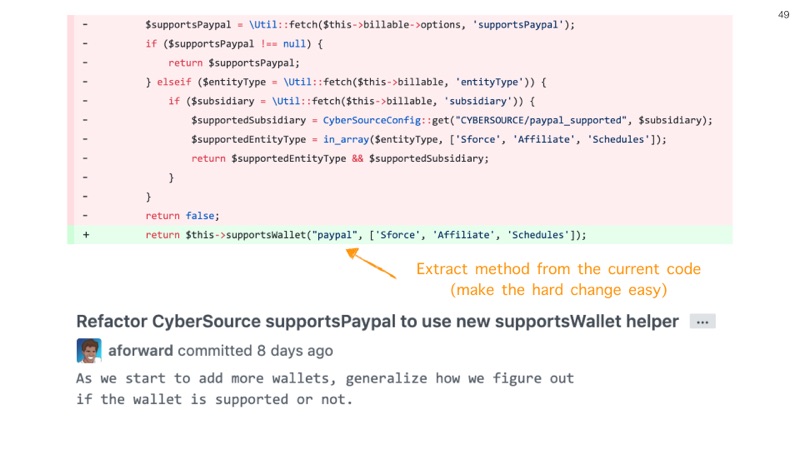 49
-         $supportsPaypal = \Util::fetch($this->billable->options, 'supportsPaypal');
-         if ($supportsPaypal !== null) {
-             return $supportsPaypal;
-         } elseif ($entityType = \Util::fetch($this->billable, 'entityType')) {
-             if ($subsidiary = \Util::fetch($this->billable, 'subsidiary')) {
-                 $supportedSubsidiary = CyberSourceConfig::get("CYBERSOURCE/paypal_supported", $subsidiary);
-                 $supportedEntityType = in_array($entityType, ['Sforce', 'Affiliate', 'Schedules']);
-                 return $supportedEntityType && $supportedSubsidiary;
-             }
-         }
-         return false;
+         return $this->supportsWallet("paypal", ['Sforce', 'Affiliate', 'Schedules']);
Extract method from the current code
(make the hard change easy)
Refactor CyberSource supportsPaypal to use new supportsWallet helper ...
aforward committed 8 days ago
As we start to add more wallets, generalize how we figure out
if the wallet is supported or not.